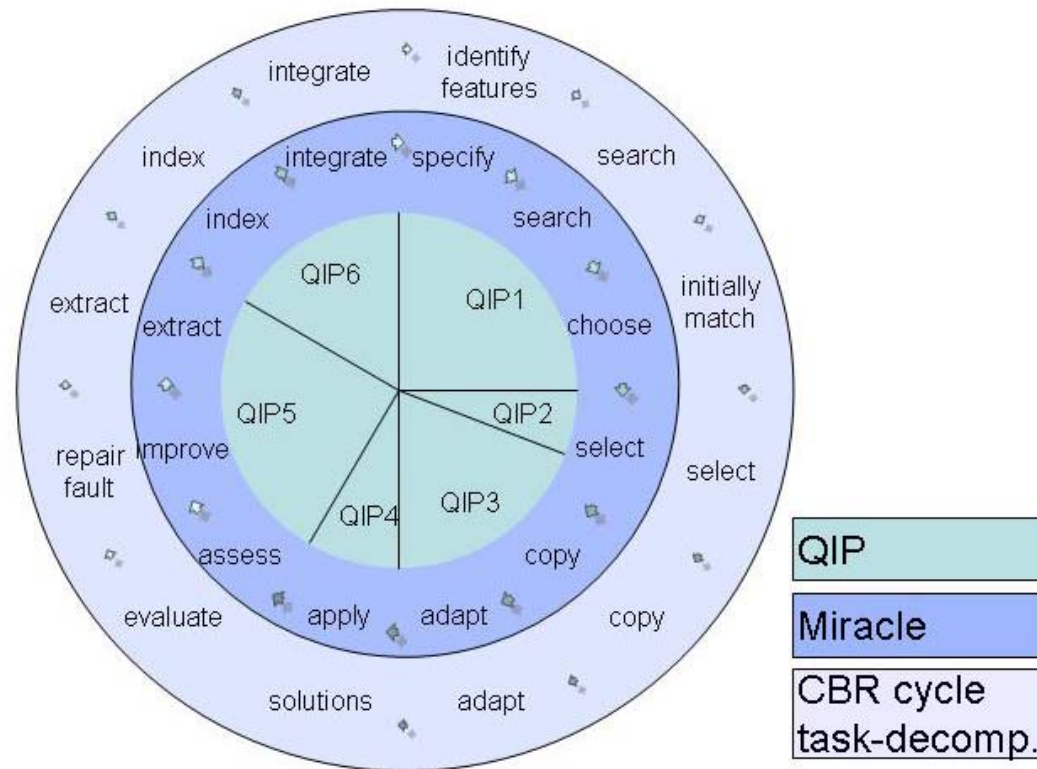 identify
features
search
initially
match
select
copy
adapt
solutions
evaluate
repair
fault
extract
index
integrate
specify
search
choose
select
copy
adapt
apply
assess
improve
extract
index
integrate
QIP1
QIP2
QIP3
QIP4
QIP5
QIP6
QIP
Miracle
CBR cycle
task-decomp.